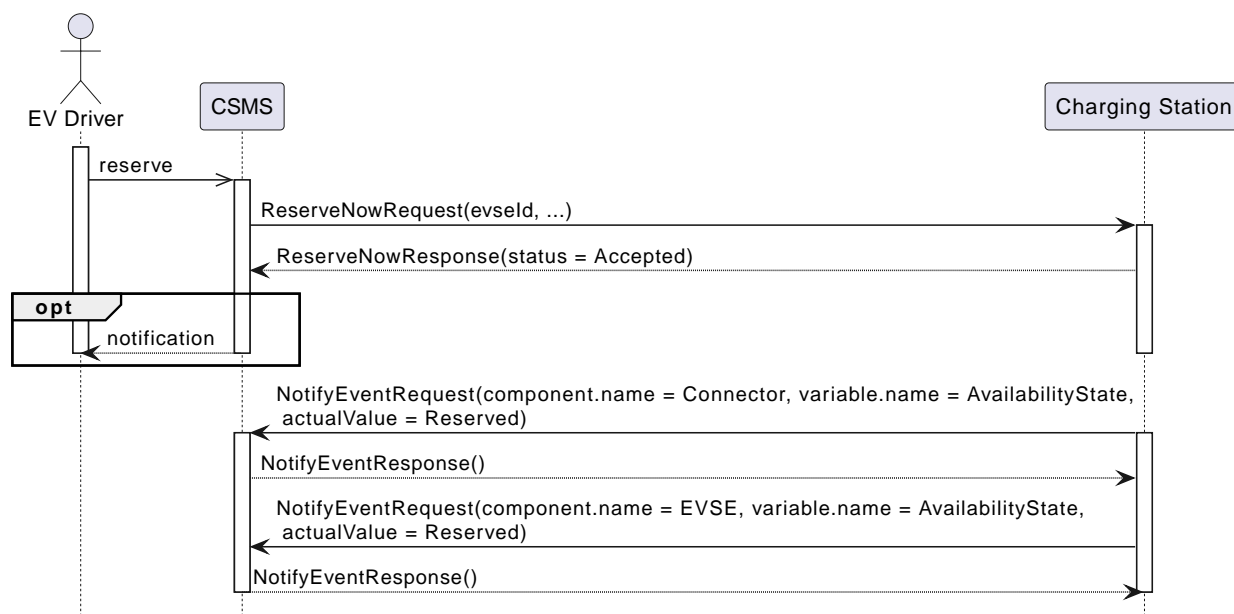 EV Driver
CSMS
Charging Station
reserve
ReserveNowRequest(evseId, ...)
ReserveNowResponse(status = Accepted)
opt
notification
NotifyEventRequest(component.name = Connector, variable.name = AvailabilityState,
actualValue = Reserved)
NotifyEventResponse()
NotifyEventRequest(component.name = EVSE, variable.name = AvailabilityState,
actualValue = Reserved)
NotifyEventResponse()